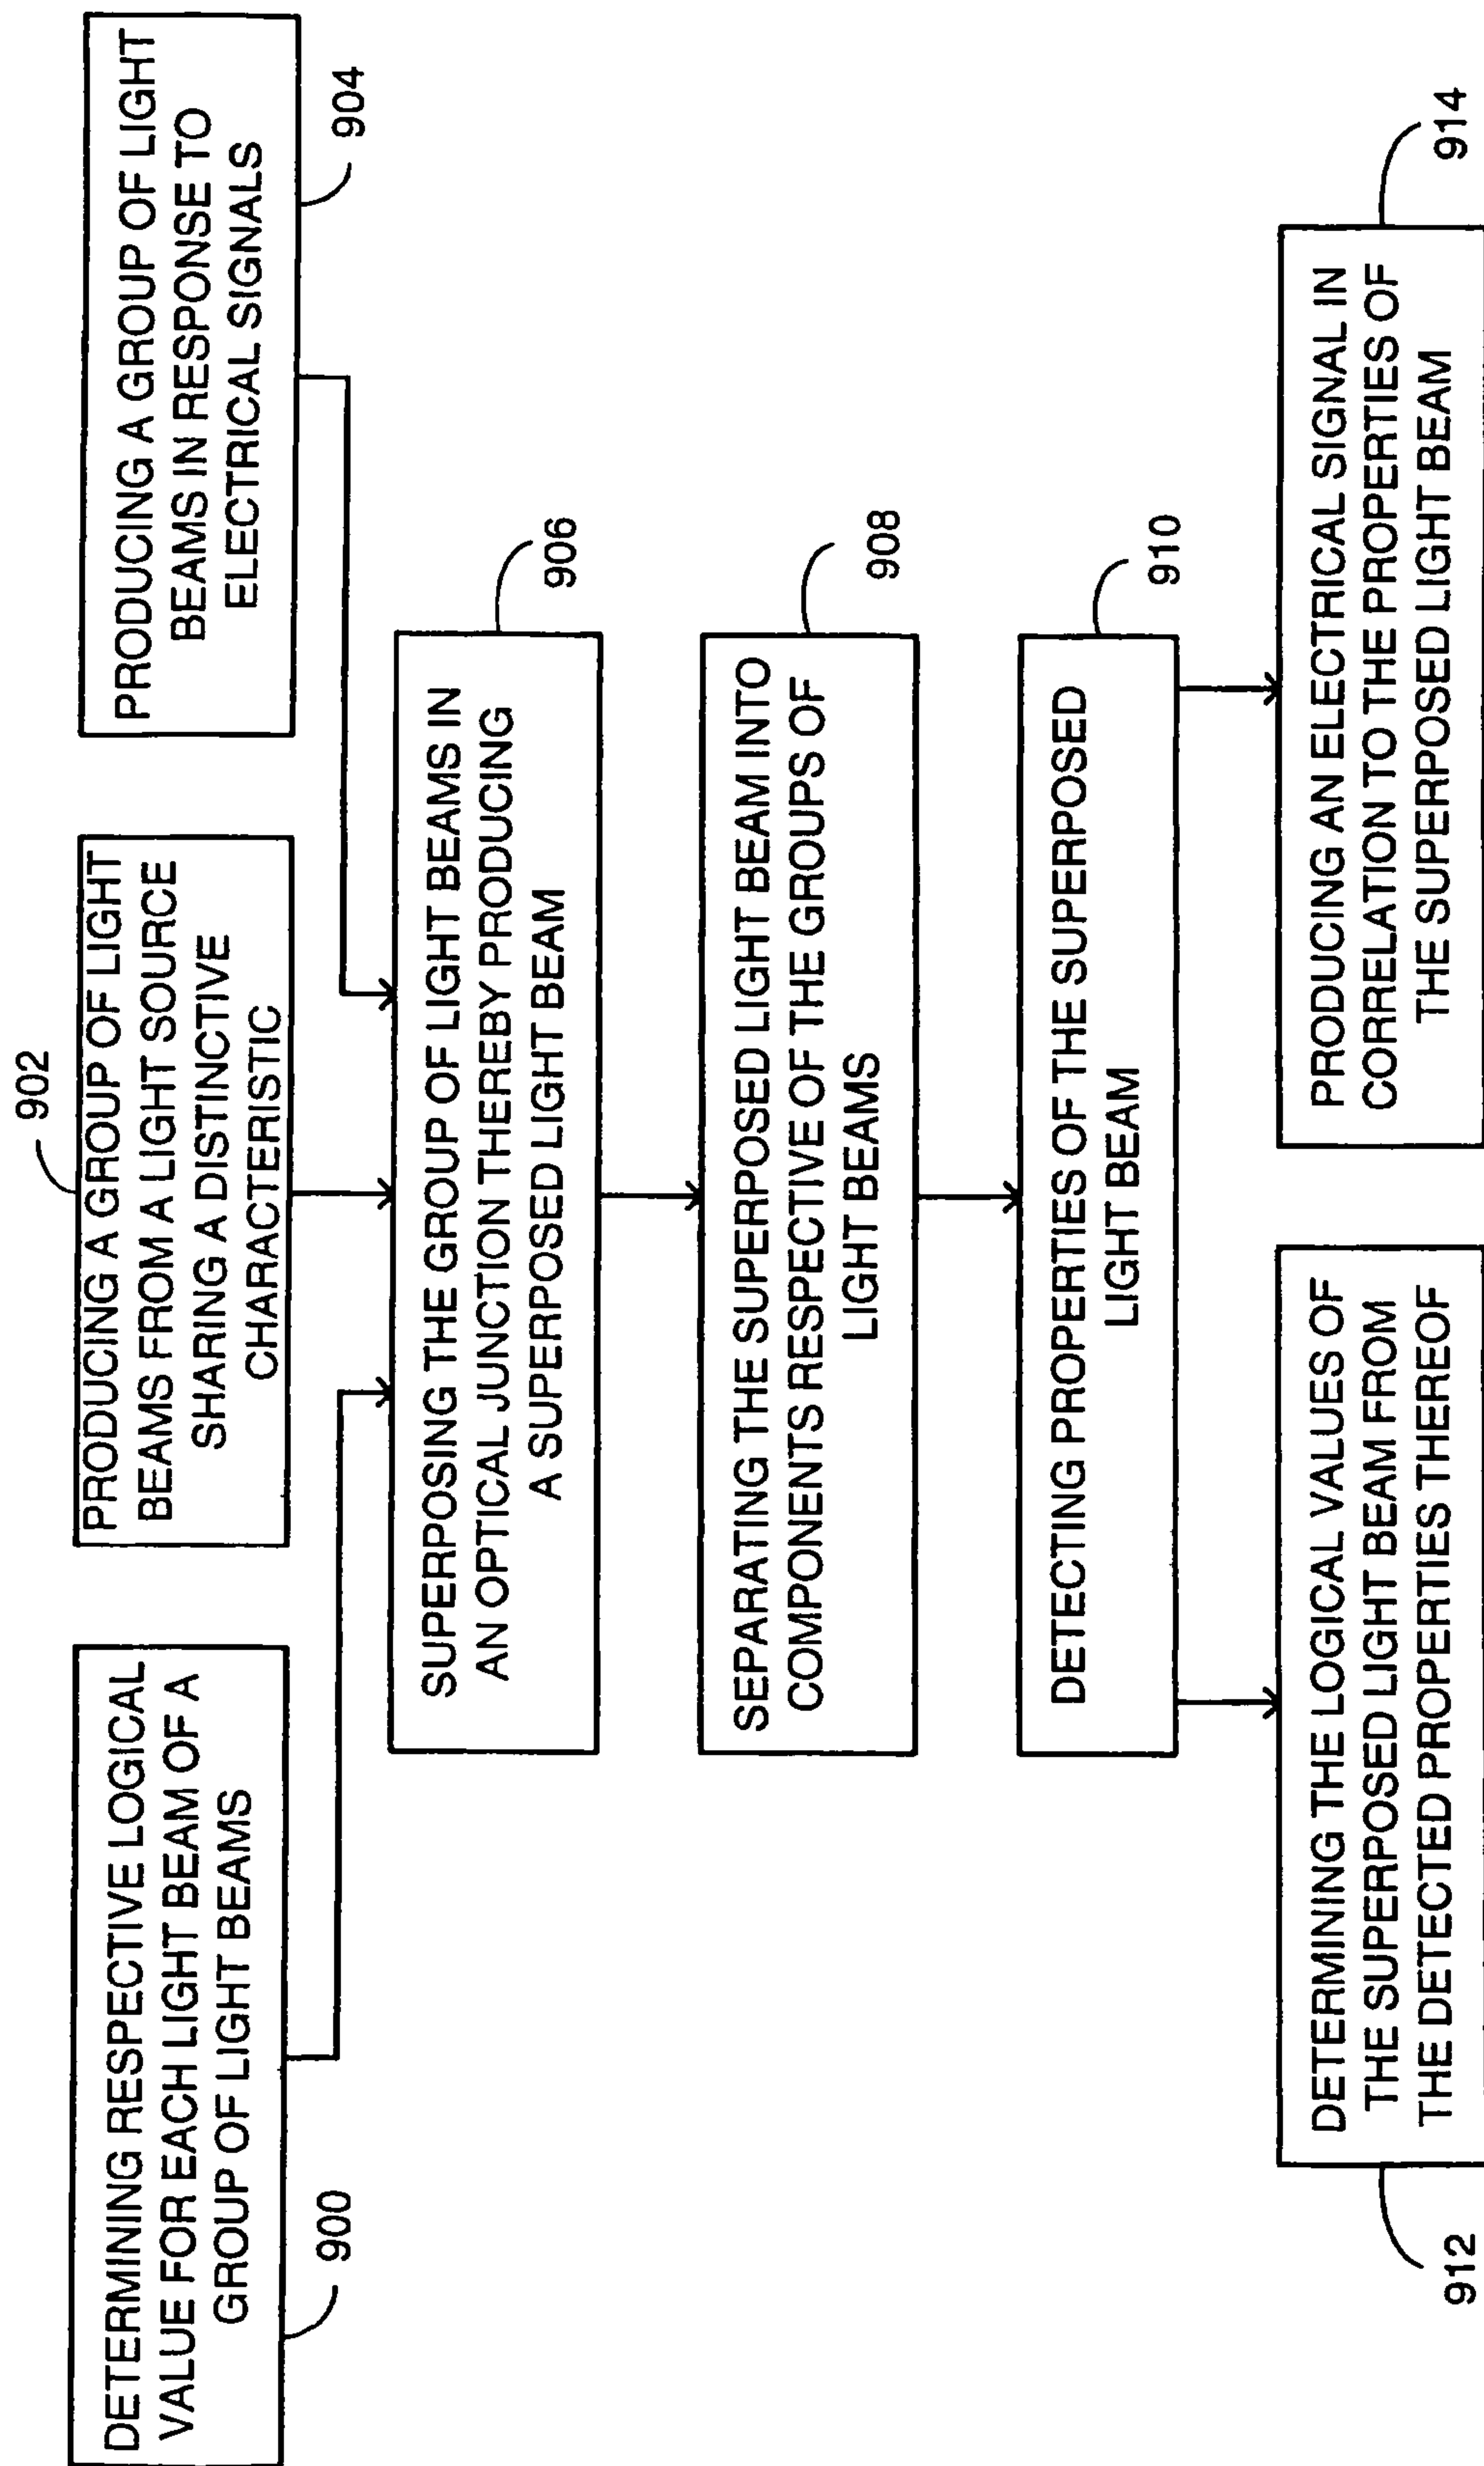 DETERMINING RESPECTIVE LOGICAL
VALUE FOR EACH LIGHT BEAM OF A
GROUP OF LIGHT BEAMS
900
902
PRODUCING A GROUP OF LIGHT
BEAMS FROM A LIGHT SOURCE
SHARING A DISTINCTIVE
CHARACTERISTIC
PRODUCING A GROUP OF LIGHT
BEAMS IN RESPONSE TO
ELECTRICAL SIGNALS
904
SUPERPOSING THE GROUP OF LIGHT BEAMS IN
AN OPTICAL JUNCTION THEREBY PRODUCING
A SUPERPOSED LIGHT BEAM
906
SEPARATING THE SUPERPOSED LIGHT BEAM INTO
COMPONENTS RESPECTIVE OF THE GROUPS OF
LIGHT BEAMS
908
DETECTING PROPERTIES OF THE SUPERPOSED
LIGHT BEAM
910
DETERMINING THE LOGICAL VALUES OF
THE SUPERPOSED LIGHT BEAM FROM
THE DETECTED PROPERTIES THEREOF
912
PRODUCING AN ELECTRICAL SIGNAL IN
CORRELATION TO THE PROPERTIES OF
THE SUPERPOSED LIGHT BEAM
914